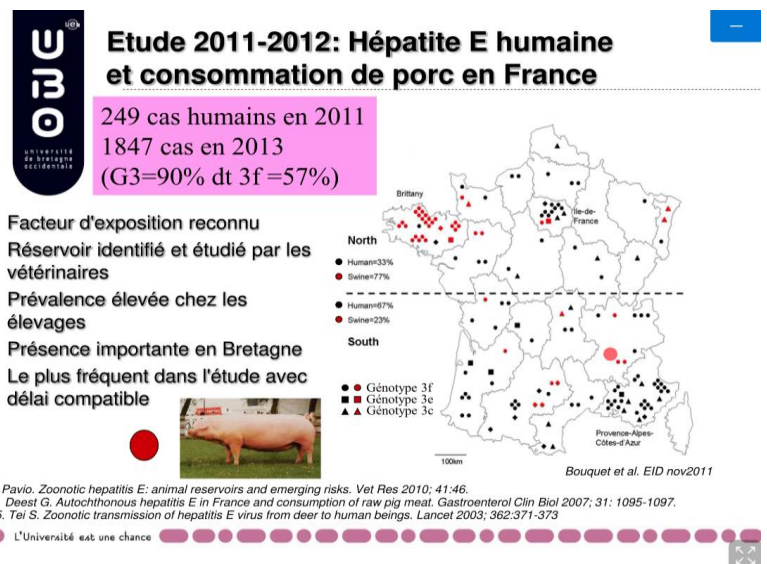 ueb
UBO
université
de bretagne
occidentale
Etude 2011-2012: Hépatite E humaine
et consommation de porc en France
249 cas humains en 2011
1847 cas en 2013
(G3=90% dt 3f =57%)
Facteur d'exposition reconnu
Réservoir identifié et étudié par les
vétérinaires
Prévalence élevée chez les
élevages
Présence importante en Bretagne
Le plus fréquent dans l'étude avec
délai compatible
Brittany
Ile-de-
France
North
Human=33%
Swine=77%
Human=67%
Swine=23%
South
Génotype 3f
Génotype 3e
Génotype 3c
Provence-Alpes-
Côtes-d'Azur
100km
Bouquet et al. EID nov2011
Pavio. Zoonotic hepatitis E: animal reservoirs and emerging risks. Vet Res 2010; 41:46.
Deest G. Autochthonous hepatitis E in France and consumption of raw pig meat. Gastroenterol Clin Biol 2007; 31: 1095-1097.
. Tei S. Zoonotic transmission of hepatitis E virus from deer to human beings. Lancet 2003; 362:371-373
L'Université est une chance